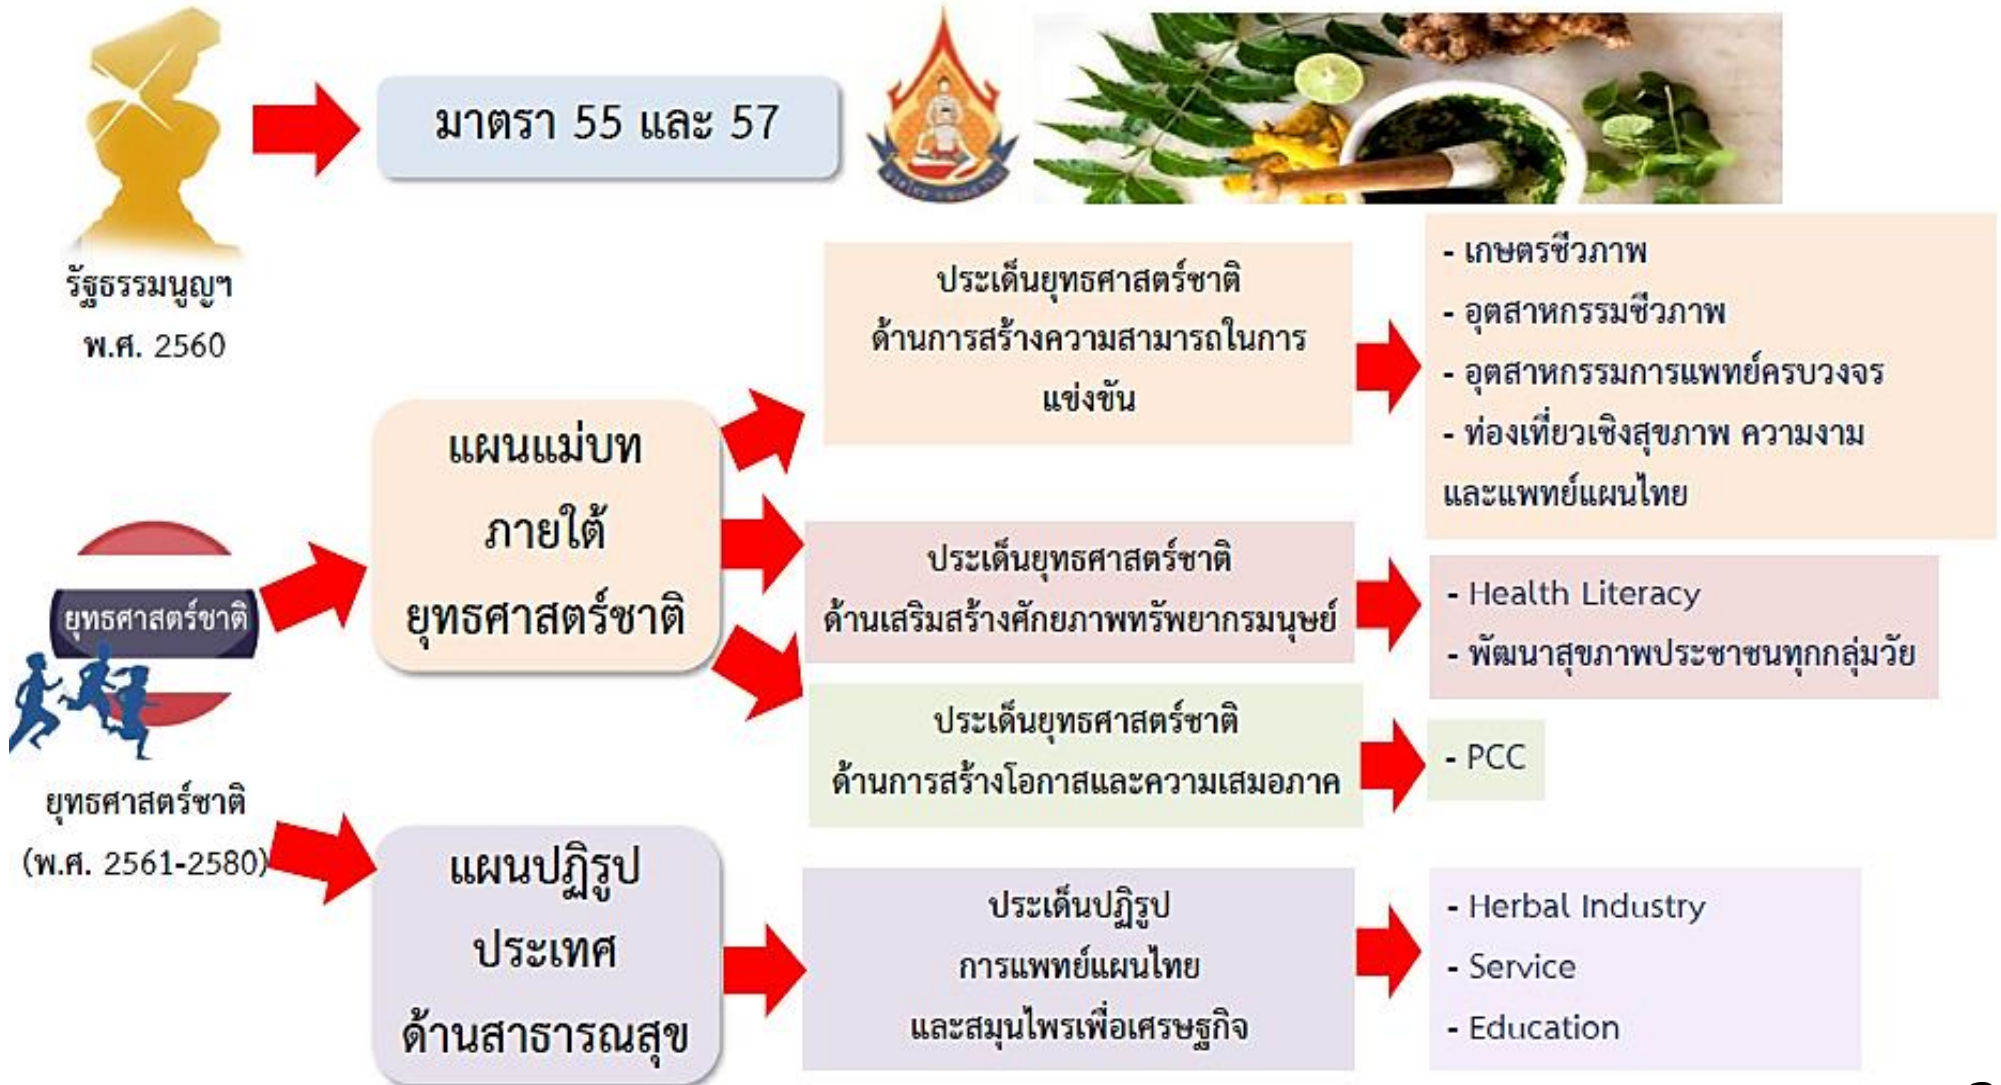 มาตรา 55 และ 57
รัฐธรรมนูญฯ
พ.ศ. 2560
ยุทธศาสตร์ชาติ
ยุทธศาสตร์ชาติ
(พ.ศ. 2561-2580)
แผนแม่บท
ภายใต้
ยุทธศาสตร์ชาติ
ประเด็นยุทธศาสตร์ชาติ
ด้านการสร้างความสามารถในการ
แข่งขัน
- เกษตรชีวภาพ
- อุตสาหกรรมชีวภาพ
- อุตสาหกรรมการแพทย์ครบวงจร
- ท่องเที่ยวเชิงสุขภาพ ความงาม
และแพทย์แผนไทย
ประเด็นยุทธศาสตร์ชาติ
ด้านเสริมสร้างศักยภาพทรัพยากรมนุษย์
- Health Literacy
- พัฒนาสุขภาพประชาชนทุกกลุ่มวัย
ประเด็นยุทธศาสตร์ชาติ
ด้านการสร้างโอกาสและความเสมอภาค
- PCC
แผนปฏิรูป
ประเทศ
ด้านสาธารณสุข
ประเด็นปฏิรูป
การแพทย์แผนไทย
และสมุนไพรเพื่อเศรษฐกิจ
- Herbal Industry
- Service
- Education